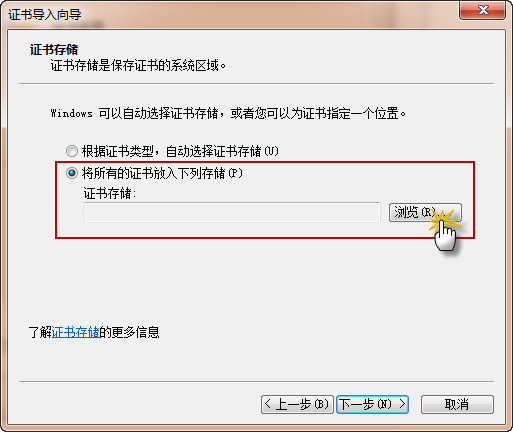 证书导入向导
证书存储
证书存储是保存证书的系统区域。
Windows 可以自动选择证书存储，或者您可以为证书指定一个位置。
根据证书类型，自动选择证书存储(U)
将所有的证书放入下列存储(P)
证书存储:
浏览(R)...
了解证书存储的更多信息
< 上一步(B)
下一步(N) >
取消